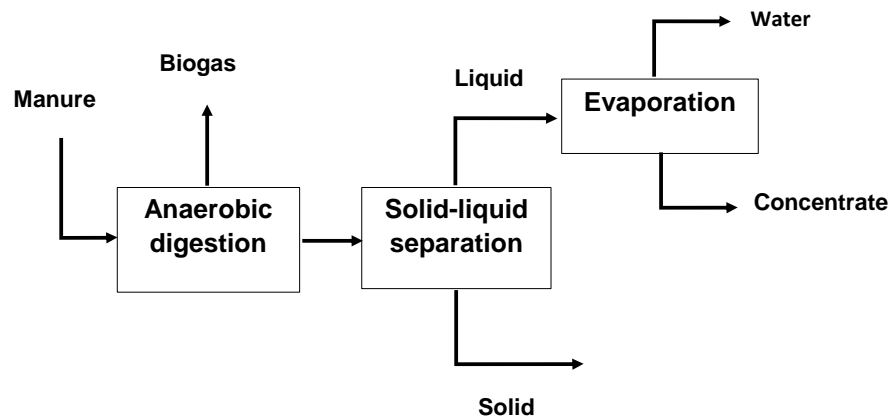 Water
Biogas
Liquid
Manure
Evaporation
Anaerobic
digestion
Solid-liquid
separation
Concentrate
Solid